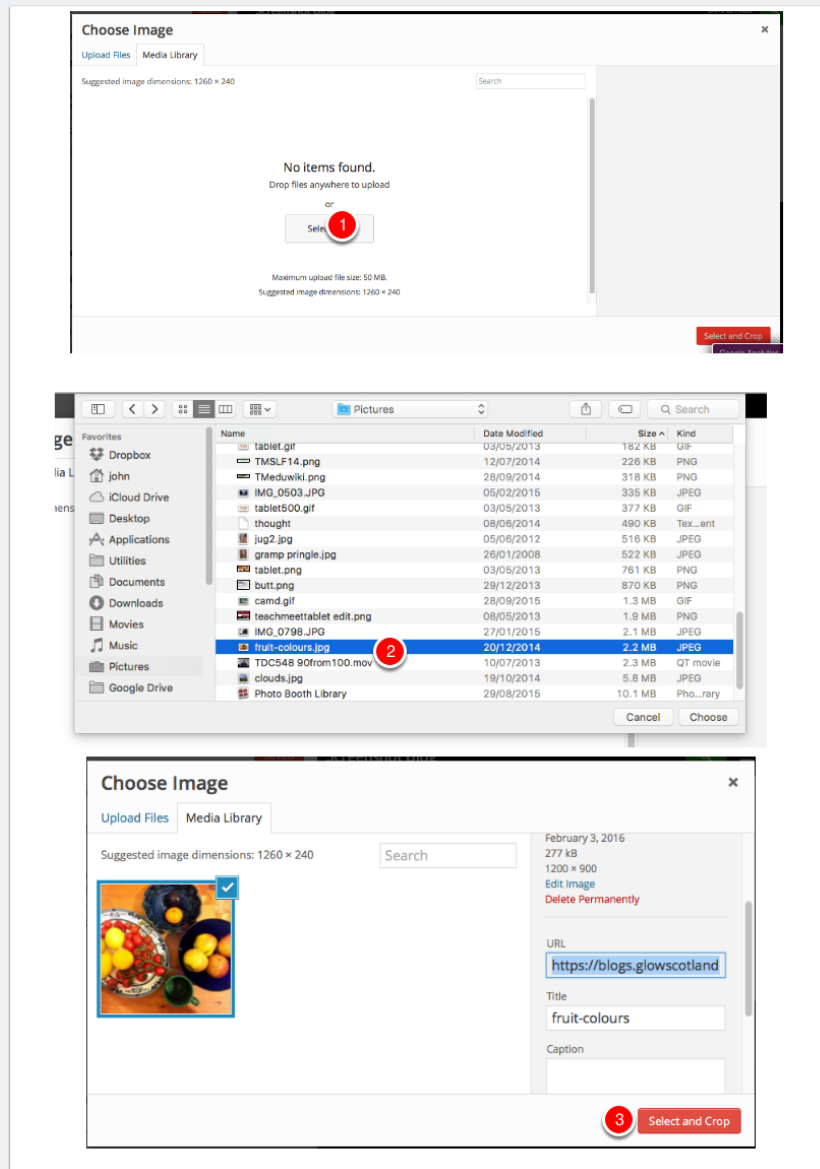 Choose Image
×
Upload Files Media Library
Suggested image dimensions: 1260 × 240 Search
No items found.
Drop files anywhere to upload
or
1
Maximum upload file size: 50 MB.
Suggested image dimensions: 1260 × 240
Select and Crop
Google Analytics
Pictures Search
Favorites Name Date Modified Size Kind
Dropbox
john
iCloud Drive
Desktop
Applications
Utilities
Documents
Downloads
Movies
Music
Pictures
Google Drive
tablet.gif 03/05/2013 182 KB GIF
TMSLF14.png 12/07/2014 226 KB PNG
TMeduwiki.png 28/09/2014 318 KB PNG
IMG_0503.JPG 05/02/2015 335 KB JPEG
tablet500.gif 03/05/2013 377 KB GIF
thought 08/06/2014 490 KB Tex...ent
jug2.jpg 05/06/2012 516 KB JPEG
gramp pringle.jpg 26/01/2008 522 KB JPEG
tablet.png 03/05/2013 761 KB PNG
butt.png 29/12/2013 870 KB PNG
camd.gif 28/09/2015 1.3 MB GIF
teachmeettablet edit.png 08/05/2013 1.9 MB PNG
IMG_0798.JPG 27/01/2015 2.1 MB JPEG
fruit-colours.jpg 2 20/12/2014 2.2 MB JPEG
TDC548 90from100.mov 10/07/2013 2.3 MB QT movie
clouds.jpg 19/10/2014 5.8 MB JPEG
Photo Booth Library 29/08/2015 10.1 MB Pho...rary
Cancel Choose
Choose Image
×
Upload Files Media Library
Suggested image dimensions: 1260 × 240 Search
February 3, 2016
277 kB
1200 × 900
Edit Image
Delete Permanently
URL
https://blogs.glowscotland
Title
fruit-colours
Caption
3 Select and Crop